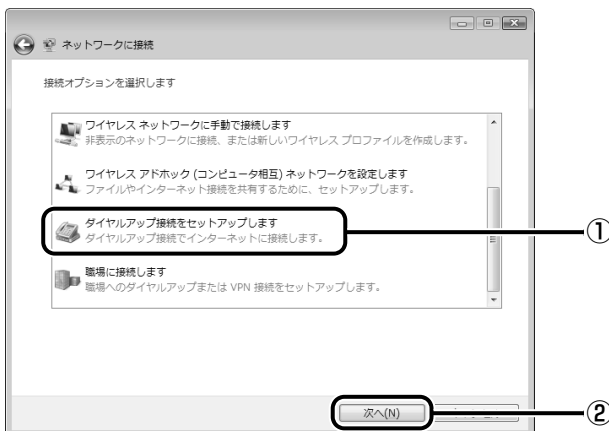 ネットワークに接続
接続オプションを選択します
ワイヤレス ネットワークに手動で接続します
非表示のネットワークに接続、または新しいワイヤレス プロファイルを作成します。
ワイヤレス アドホック (コンピュータ相互) ネットワークを設定します
ファイルやインターネット接続を共有するために、セットアップします。
ダイヤルアップ接続をセットアップします
ダイヤルアップ接続でインターネットに接続します。
①
職場に接続します
職場へのダイヤルアップまたは VPN 接続をセットアップします。
次へ(N)
②